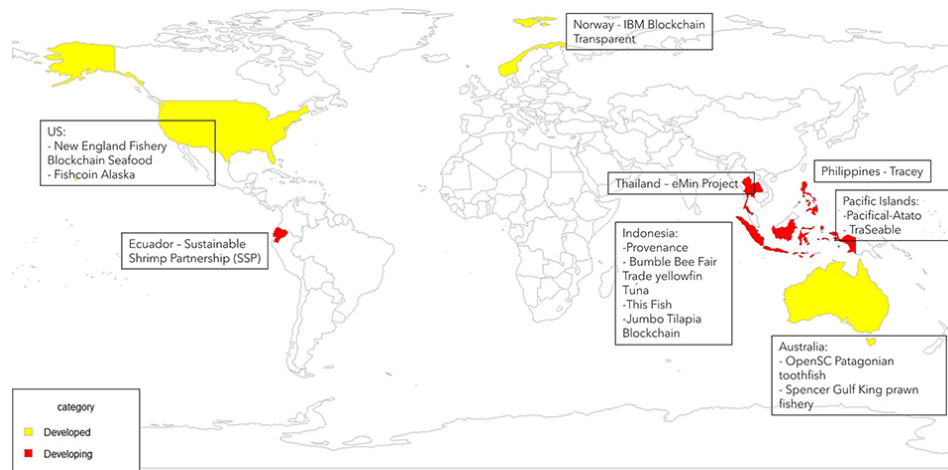 Norway - IBM Blockchain
Transparent
US:
- New England Fishery
Blockchain Seafood
- Fishcoin Alaska
Thailand – eMin Project
Philippines - Tracey
Pacific Islands:
-Pacifical-Atato
- TraSeable
Ecuador – Sustainable
Shrimp Partnership (SSP)
Indonesia:
-Provenance
- Bumble Bee Fair
Trade yellowfin
Tuna
-This Fish
-Jumbo Tilapia
Blockchain
Australia:
- OpenSC Patagonian
toothfish
- Spencer Gulf King prawn
fishery
category
Developed
Developing